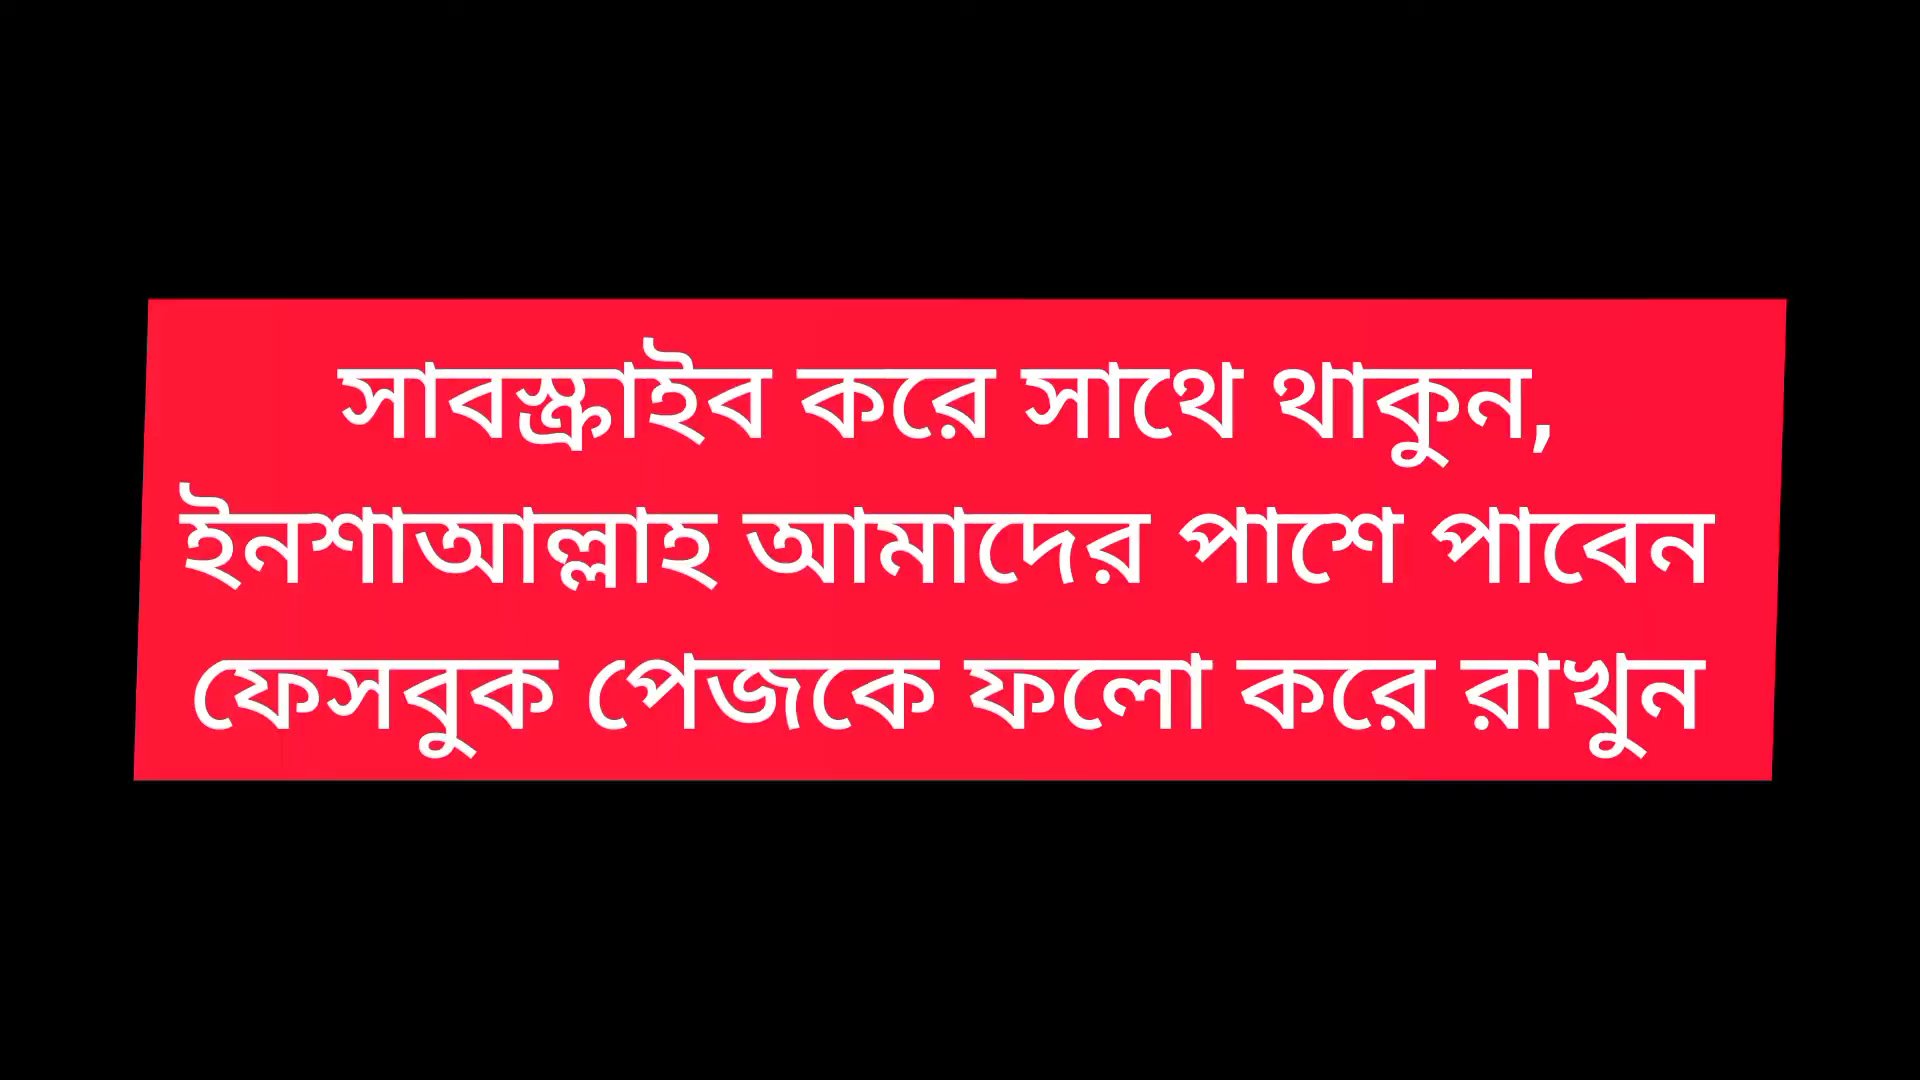 সাবস্ক্রাইব করে সাথে থাকুন,
ইনশাআল্লাহ আমাদের পাশে পাবেন
ফেসবুক পেজকে ফলো করে রাখুন